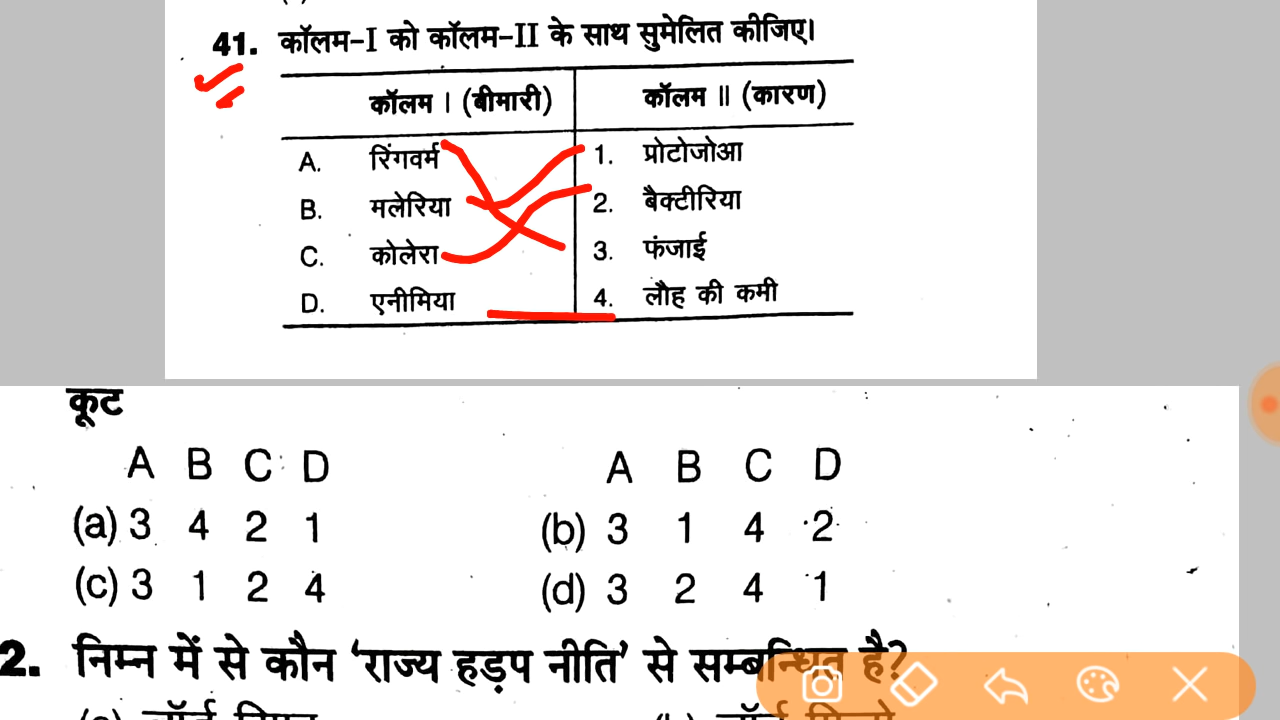 41. कॉलम-I को कॉलम-II के साथ सुमेलित कीजिए।
कॉलम I (बीमारी) कॉलम II (कारण)
A. रिंगवर्म 1. प्रोटोजोआ
B. मलेरिया 2. बैक्टीरिया
C. कोलेरा 3. फंजाई
D. एनीमिया 4. लौह की कमी
कूट
A B C D A B C D
(a) 3 4 2 1 (b) 3 1 4 2
(c) 3 1 2 4 (d) 3 2 4 1
2. निम्न में से कौन ‘राज्य हड़प नीति’ से सम्बन्धित है?